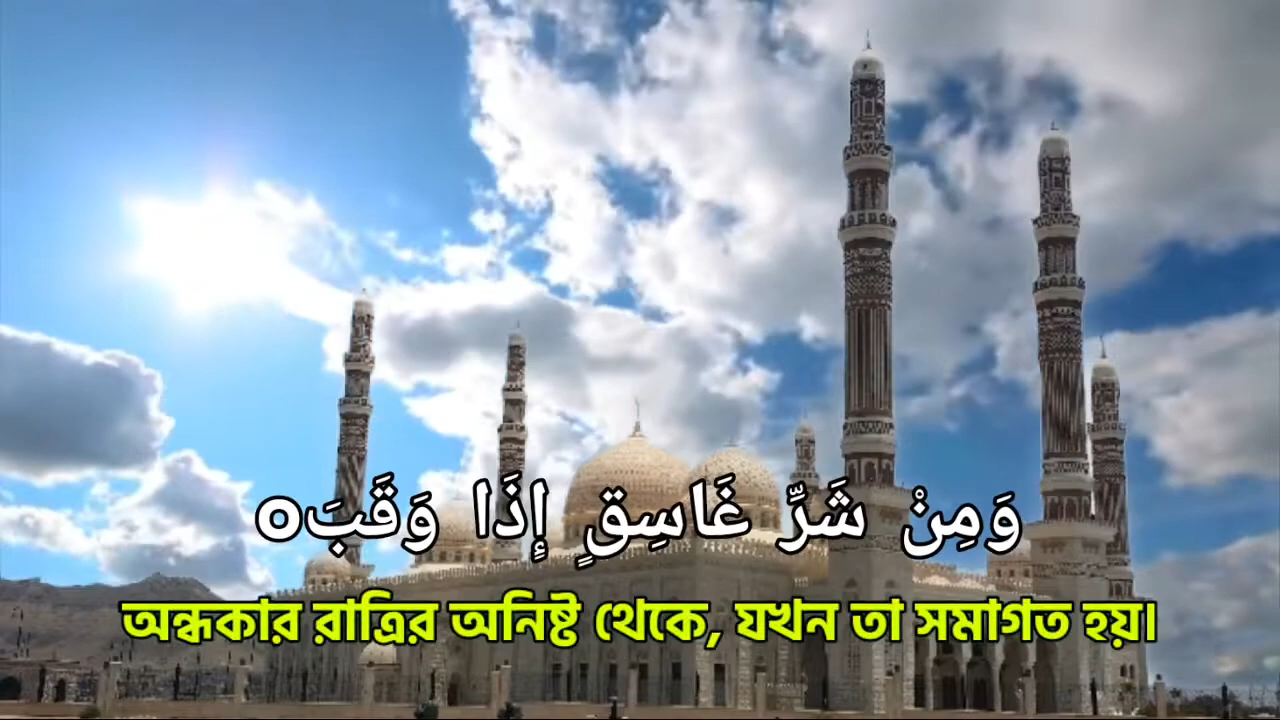 وَمِنْ شَرِّ غَاسِقٍ إِذَا وَقَبَo
অন্ধকার রাত্রির অনিষ্ট থেকে, যখন তা সমাগত হয়।